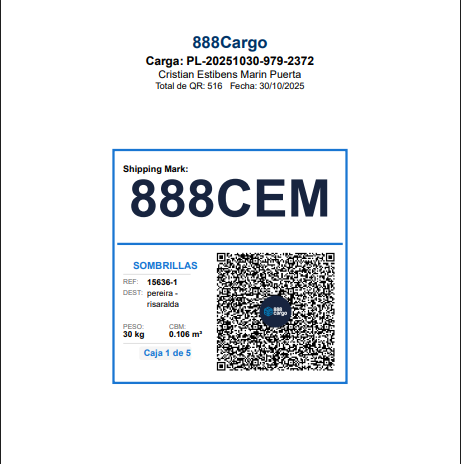 888Cargo
Carga: PL-20251030-979-2372
Cristian Estibens Marin Puerta
Total de QR: 516 Fecha: 30/10/2025
Shipping Mark:
888CEM
SOMBRILLAS
REF: 15636-1
DEST: pereira -
risaralda
PESO: CBM:
30 kg 0.106 m³
Caja 1 de 5
888
cargo